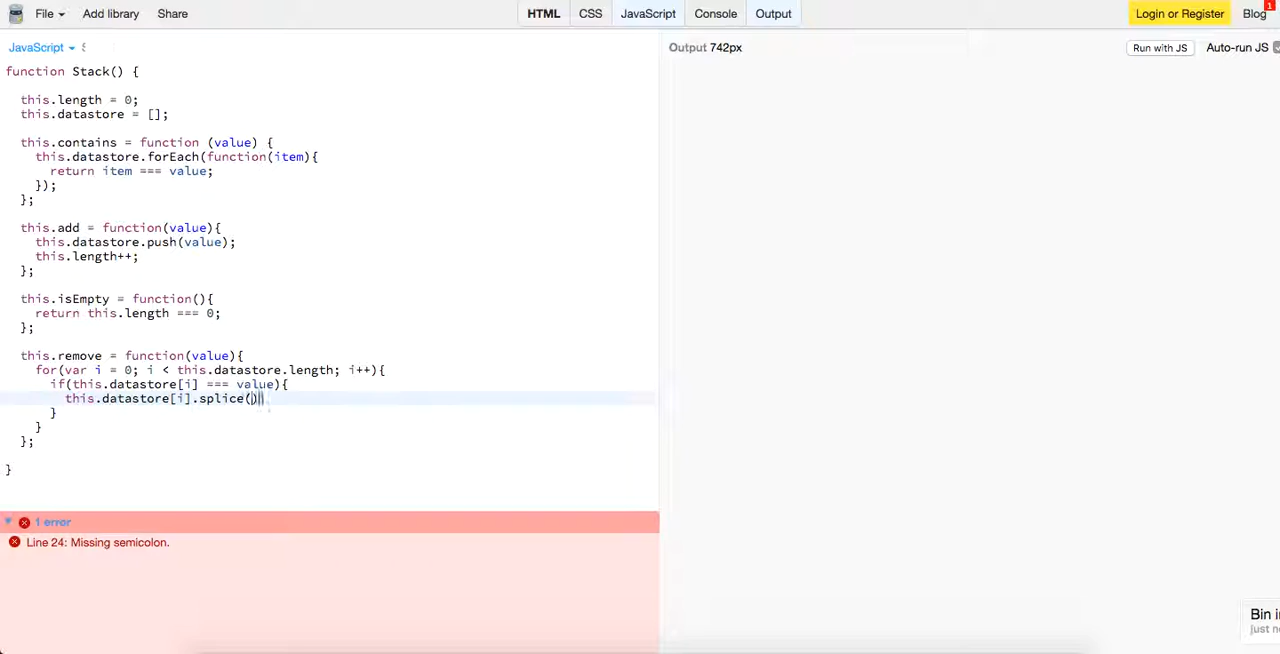 File Add library Share HTML CSS JavaScript Console Output Login or Register Blog 1
JavaScript
Output 742px Run with JS Auto-run JS
function Stack() {
this.length = 0;
this.datastore = [];
this.contains = function (value) {
this.datastore.forEach(function(item){
return item === value;
});
};
this.add = function(value){
this.datastore.push(value);
this.length++;
};
this.isEmpty = function(){
return this.length === 0;
};
this.remove = function(value){
for(var i = 0; i < this.datastore.length; i++){
if(this.datastore[i] === value){
this.datastore[i].splice()
}
}
};
}
1 error
Line 24: Missing semicolon.
Bin
just